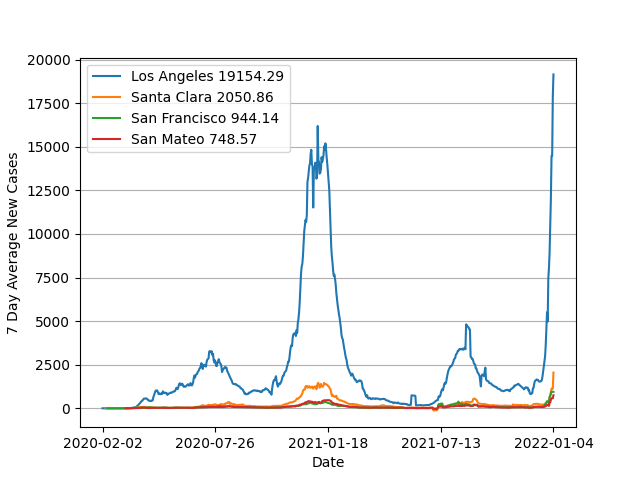 20000
17500
15000
12500
10000
7500
5000
2500
0
7 Day Average New Cases
Los Angeles 19154.29
Santa Clara 2050.86
San Francisco 944.14
San Mateo 748.57
2020-02-02 2020-07-26 2021-01-18 2021-07-13 2022-01-04
Date